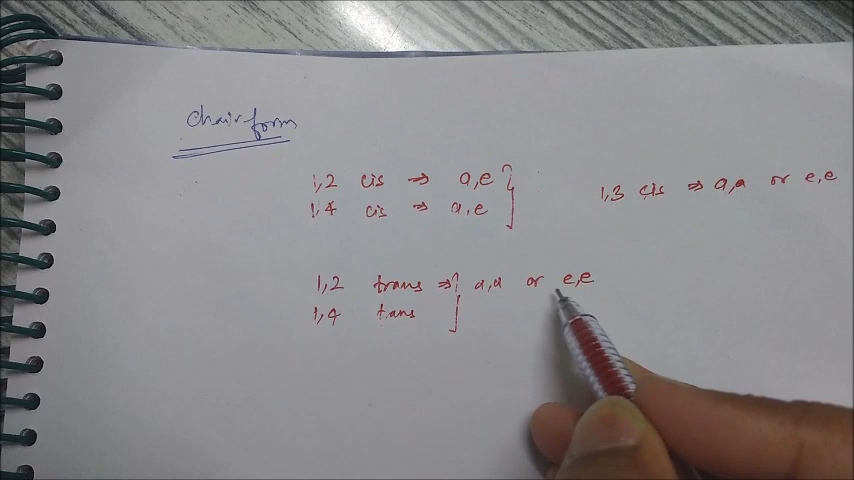 chair form
1,2 cis ⇒ a,e
1,4 cis ⇒ a,e
1,3 cis ⇒ a,a or e,e
1,2 trans ⇒ a,a or e,e
1,4 tans